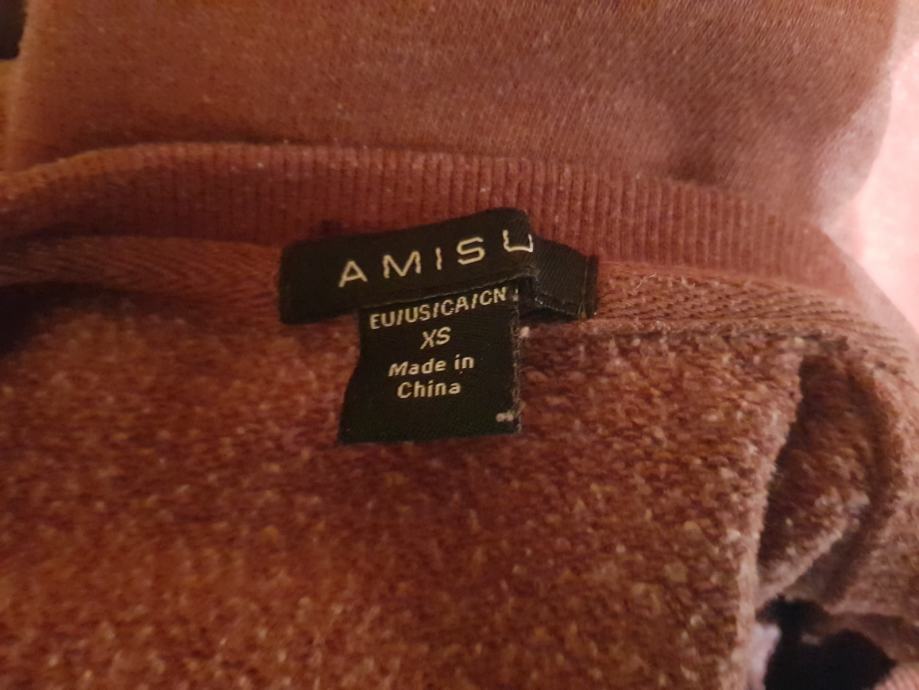 AMISU
EU/US/CA/CN
XS
Made in
China